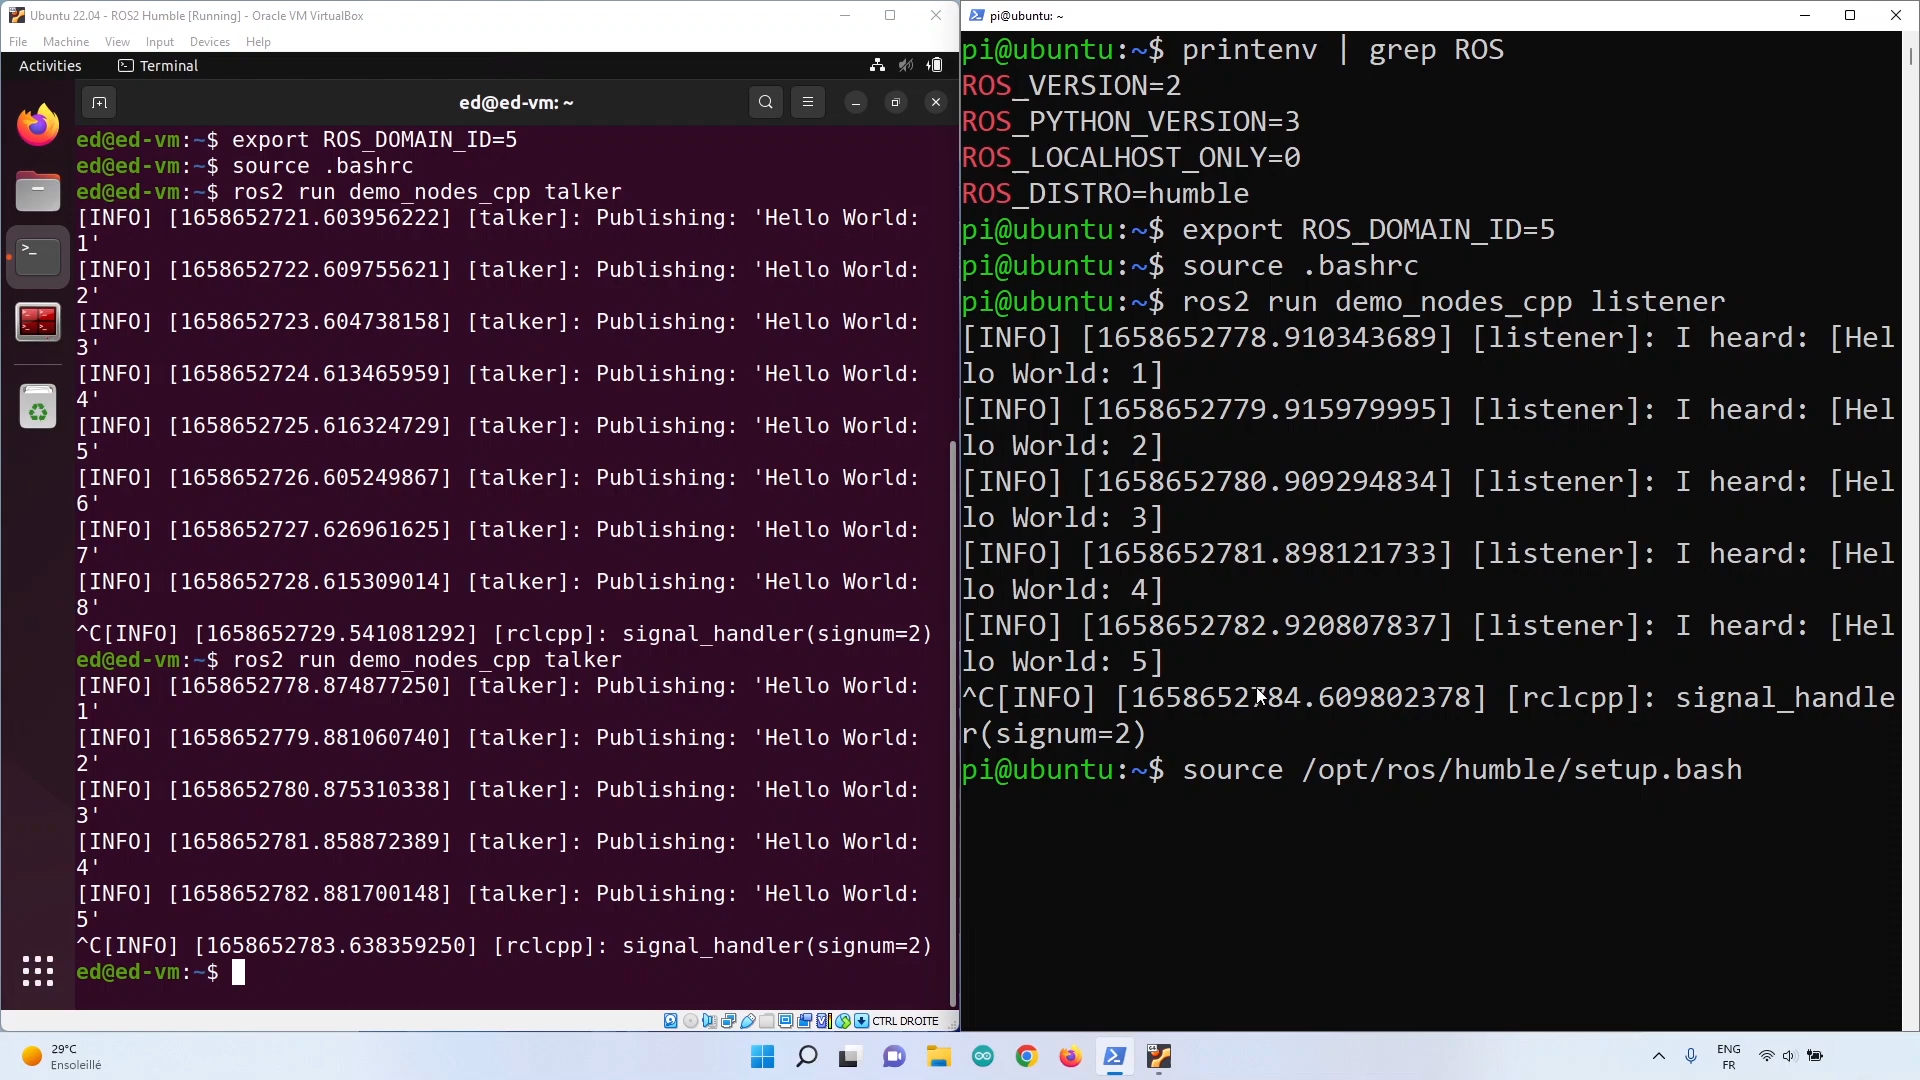 Ubuntu 22.04 - ROS2 Humble [Running] - Oracle VM VirtualBox
File Machine View Input Devices Help
Activities Terminal
ed@ed-vm: ~
ed@ed-vm:~$ export ROS_DOMAIN_ID=5
ed@ed-vm:~$ source .bashrc
ed@ed-vm:~$ ros2 run demo_nodes_cpp talker
[INFO] [1658652721.603956222] [talker]: Publishing: 'Hello World:
1'
[INFO] [1658652722.609755621] [talker]: Publishing: 'Hello World:
2'
[INFO] [1658652723.604738158] [talker]: Publishing: 'Hello World:
3'
[INFO] [1658652724.613465959] [talker]: Publishing: 'Hello World:
4'
[INFO] [1658652725.616324729] [talker]: Publishing: 'Hello World:
5'
[INFO] [1658652726.605249867] [talker]: Publishing: 'Hello World:
6'
[INFO] [1658652727.626961625] [talker]: Publishing: 'Hello World:
7'
[INFO] [1658652728.615309014] [talker]: Publishing: 'Hello World:
8'
^C[INFO] [1658652729.541081292] [rclcpp]: signal_handler(signum=2)
ed@ed-vm:~$ ros2 run demo_nodes_cpp talker
[INFO] [1658652778.874877250] [talker]: Publishing: 'Hello World:
1'
[INFO] [1658652779.881060740] [talker]: Publishing: 'Hello World:
2'
[INFO] [1658652780.875310338] [talker]: Publishing: 'Hello World:
3'
[INFO] [1658652781.858872389] [talker]: Publishing: 'Hello World:
4'
[INFO] [1658652782.881700148] [talker]: Publishing: 'Hello World:
5'
^C[INFO] [1658652783.638359250] [rclcpp]: signal_handler(signum=2)
ed@ed-vm:~$
CTRL DROITE
pi@ubuntu: ~
pi@ubuntu:~$ printenv | grep ROS
ROS_VERSION=2
ROS_PYTHON_VERSION=3
ROS_LOCALHOST_ONLY=0
ROS_DISTRO=humble
pi@ubuntu:~$ export ROS_DOMAIN_ID=5
pi@ubuntu:~$ source .bashrc
pi@ubuntu:~$ ros2 run demo_nodes_cpp listener
[INFO] [1658652778.910343689] [listener]: I heard: [Hel
lo World: 1]
[INFO] [1658652779.915979995] [listener]: I heard: [Hel
lo World: 2]
[INFO] [1658652780.909294834] [listener]: I heard: [Hel
lo World: 3]
[INFO] [1658652781.898121733] [listener]: I heard: [Hel
lo World: 4]
[INFO] [1658652782.920807837] [listener]: I heard: [Hel
lo World: 5]
^C[INFO] [1658652784.609802378] [rclcpp]: signal_handle
r(signum=2)
pi@ubuntu:~$ source /opt/ros/humble/setup.bash
29°C
Ensoleillé
ENG
FR